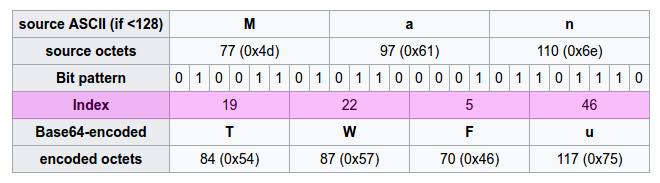 source ASCII (if <128) M a n
source octets 77 (0x4d) 97 (0x61) 110 (0x6e)
Bit pattern 0 1 0 0 1 1 0 1 0 1 1 0 0 0 0 1 0 1 1 0 1 1 1 0
Index 19 22 5 46
Base64-encoded T W F u
encoded octets 84 (0x54) 87 (0x57) 70 (0x46) 117 (0x75)